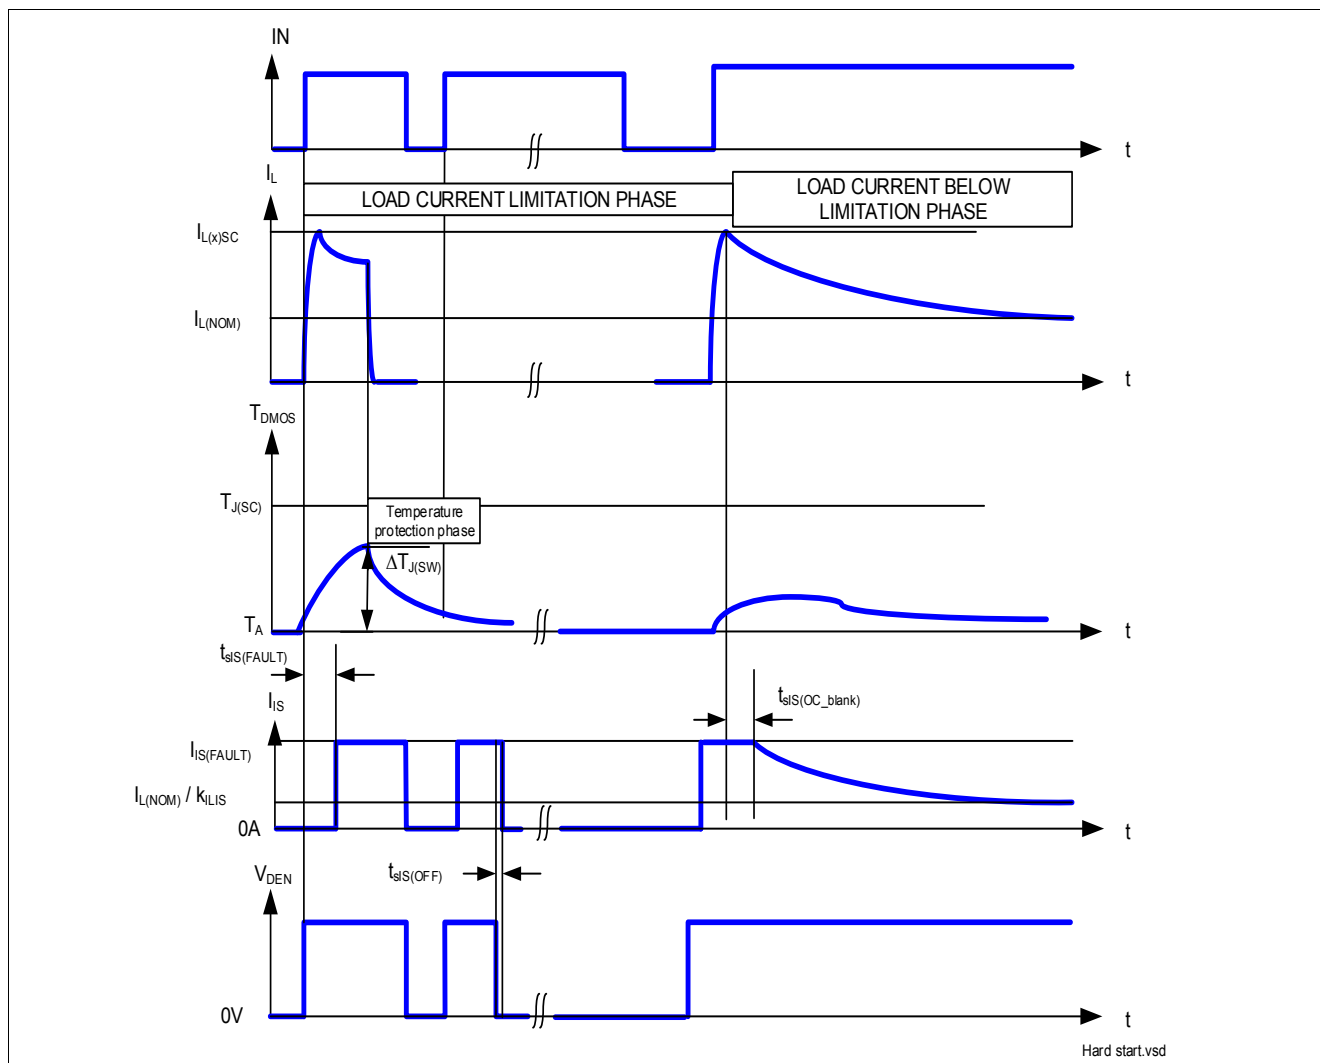 IN
t
LOAD CURRENT LIMITATION PHASE
LOAD CURRENT BELOW
LIMITATION PHASE
IL
IL(x)SC
IL(NOM)
t
TDMOS
TJ(SC)
Temperature
protection phase
ΔTJ(SW)
TA
t
tsIS(FAULT)
tsIS(OC_blank)
IIS
IIS(FAULT)
IL(NOM) / kILIS
0A
t
VDEN
tsIS(OFF)
0V
t
Hard start.vsd